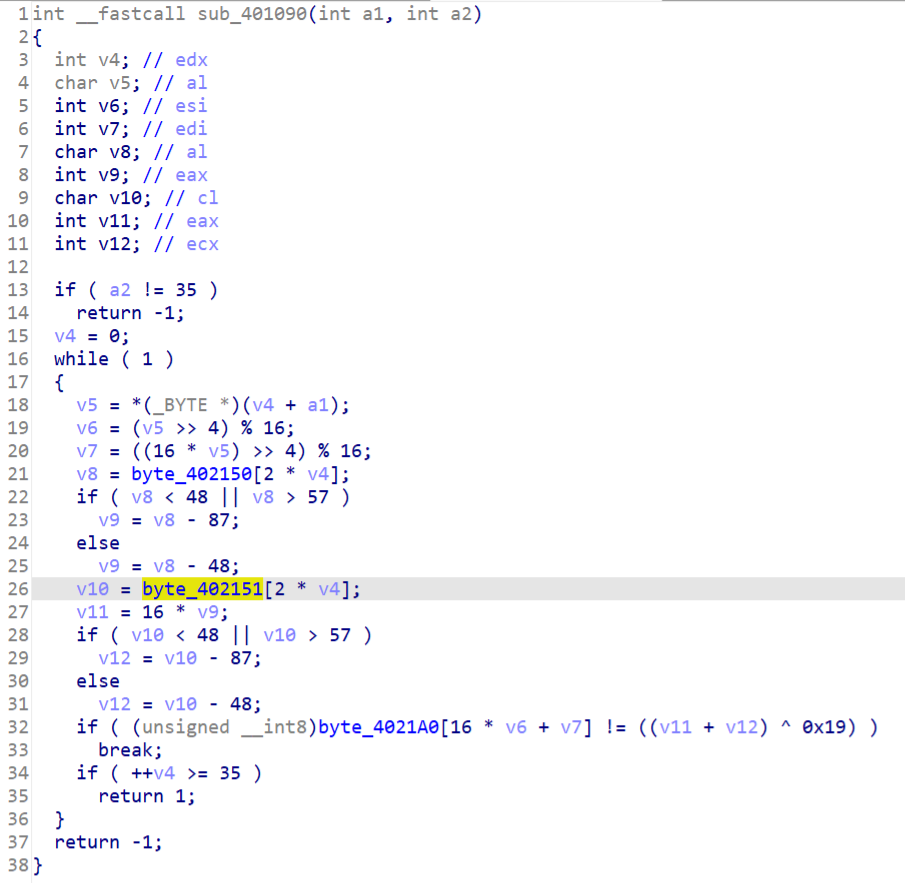 1 int __fastcall sub_401090(int a1, int a2)
2 {
3   int v4; // edx
4   char v5; // al
5   int v6; // esi
6   int v7; // edi
7   char v8; // al
8   int v9; // eax
9   char v10; // cl
10   int v11; // eax
11   int v12; // ecx
12
13   if ( a2 != 35 )
14     return -1;
15   v4 = 0;
16   while ( 1 )
17   {
18     v5 = *(_BYTE *)(v4 + a1);
19     v6 = (v5 >> 4) % 16;
20     v7 = ((16 * v5) >> 4) % 16;
21     v8 = byte_402150[2 * v4];
22     if ( v8 < 48 || v8 > 57 )
23       v9 = v8 - 87;
24     else
25       v9 = v8 - 48;
26     v10 = byte_402151[2 * v4];
27     v11 = 16 * v9;
28     if ( v10 < 48 || v10 > 57 )
29       v12 = v10 - 87;
30     else
31       v12 = v10 - 48;
32     if ( (unsigned __int8)byte_4021A0[16 * v6 + v7] != ((v11 + v12) ^ 0x19) )
33       break;
34     if ( ++v4 >= 35 )
35       return 1;
36   }
37   return -1;
38 }